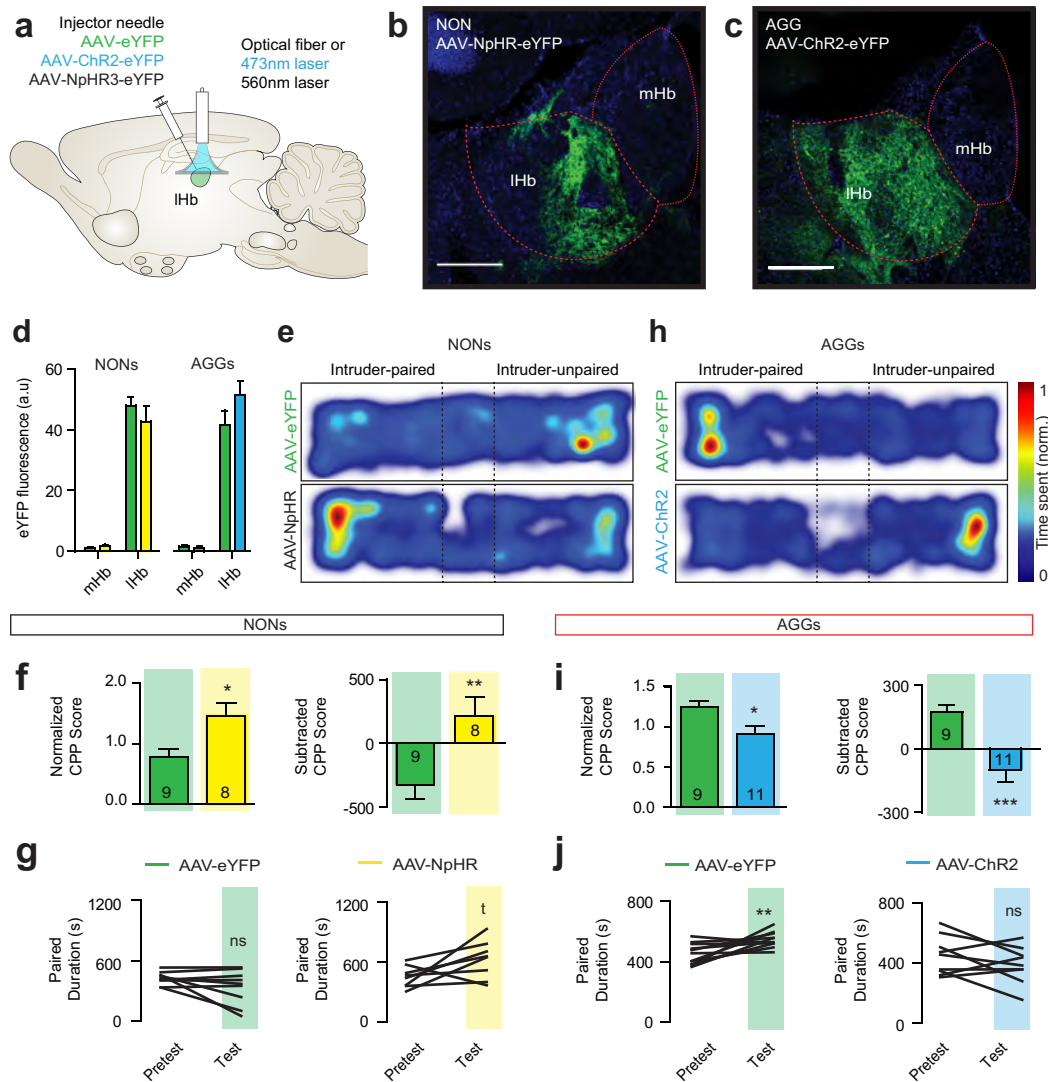 a
Injector needle
AAV-eYFP
AAV-ChR2-eYFP
AAV-NpHR3-eYFP
Optical fiber or
473nm laser
560nm laser
lHb
b
NON
AAV-NpHR-eYFP
mHb
lHb
c
AGG
AAV-ChR2-eYFP
mHb
lHb
d
NONs
AGGs
eYFP fluorescence (a.u)
60
40
20
0
mHb
lHb
mHb
lHb
e
NONs
Intruder-paired
Intruder-unpaired
AAV-eYFP
AAV-NpHR
h
AGGs
Intruder-paired
Intruder-unpaired
AAV-eYFP
AAV-ChR2
1
Time spent (norm.)
0
NONs
AGGs
f
Normalized
CPP Score
2.0
1.0
0.0
*
9
8
Subtracted
CPP Score
500
0
-500
**
9
8
i
Normalized
CPP Score
1.5
1.0
0.5
0.0
*
9
11
Subtracted
CPP Score
300
0
-300
9
11
***
g
AAV-eYFP
Paired
Duration (s)
1200
600
0
ns
Pretest
Test
AAV-NpHR
Paired
Duration (s)
1200
600
0
t
Pretest
Test
j
AAV-eYFP
Paired
Duration (s)
800
400
0
**
Pretest
Test
AAV-ChR2
Paired
Duration (s)
800
400
0
ns
Pretest
Test